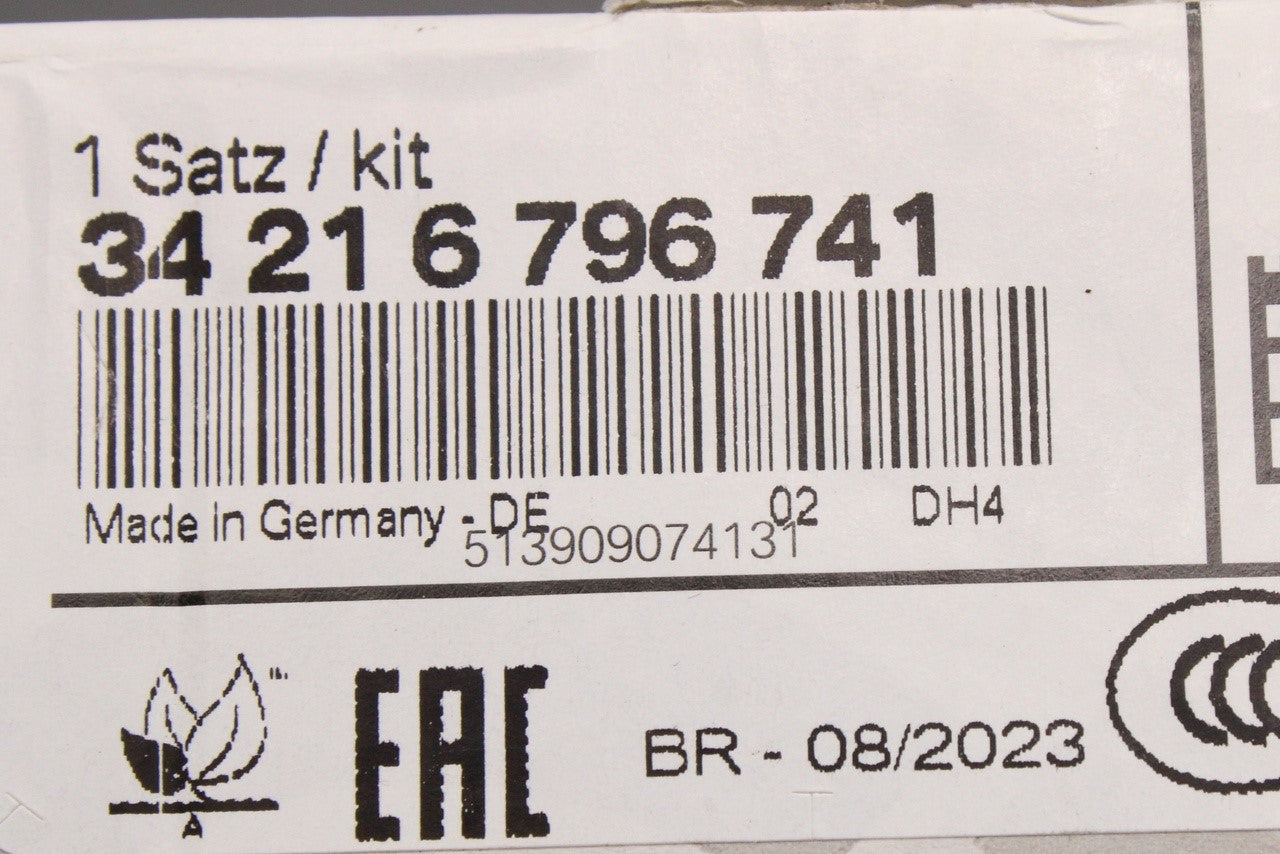 1 Satz / kit
34 21 6 796 741
Made in Germany - DE 02 DH4
513909074131
A
EAC
BR - 08/2023
CCC